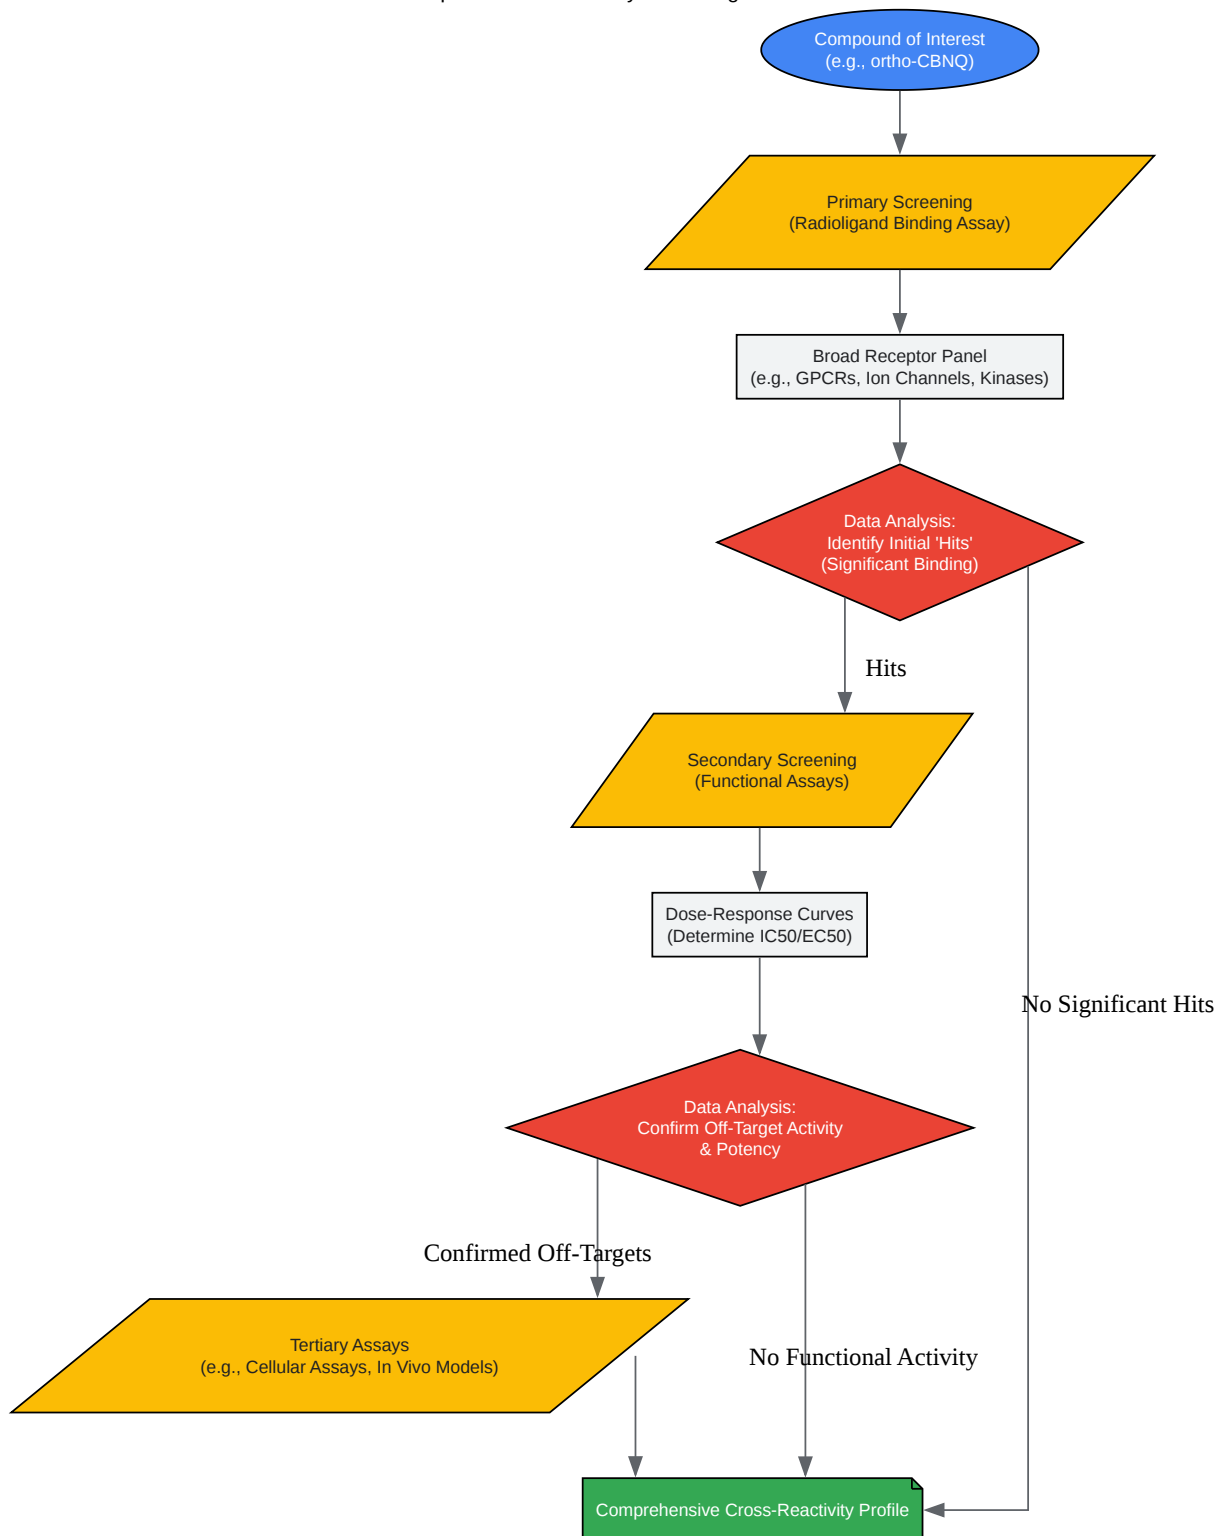 Compound of Interest
(e.g., ortho-CBNQ)
Primary Screening
(Radioligand Binding Assay)
Broad Receptor Panel
(e.g., GPCRs, Ion Channels, Kinases)
Data Analysis:
Identify Initial 'Hits'
(Significant Binding)
Hits
Secondary Screening
(Functional Assays)
Dose-Response Curves
(Determine IC50/EC50)
No Significant Hits
Data Analysis:
Confirm Off-Target Activity
& Potency
Confirmed Off-Targets
Tertiary Assays
(e.g., Cellular Assays, In Vivo Models)
No Functional Activity
Comprehensive Cross-Reactivity Profile